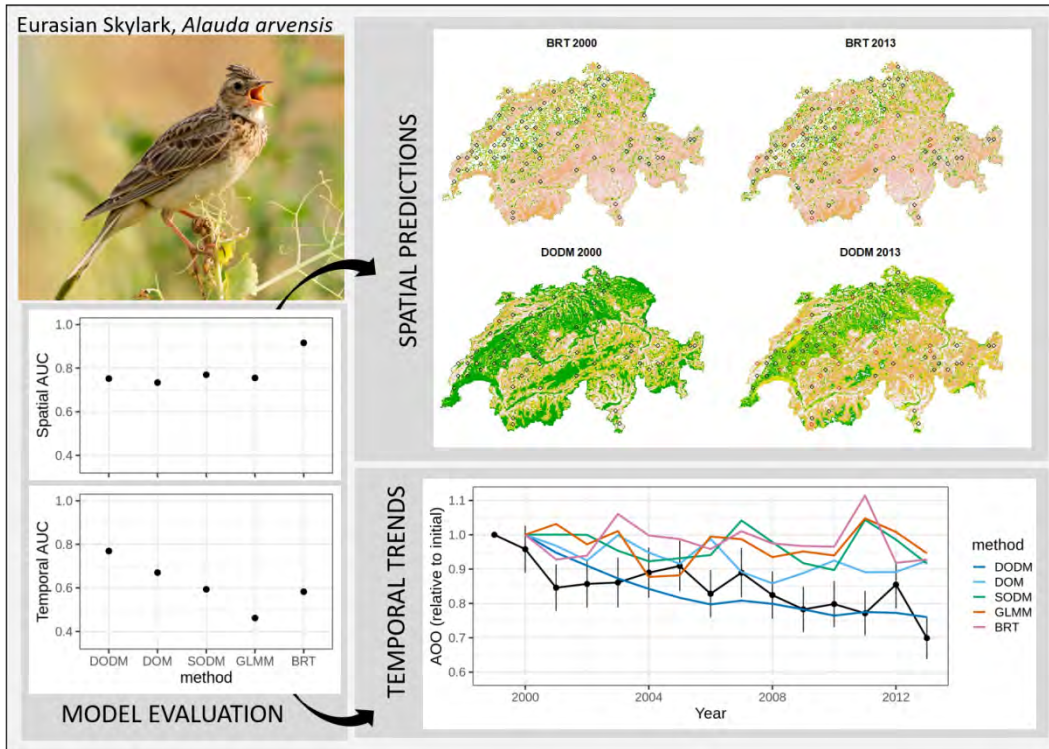 Eurasian Skylark, Alauda arvensis
SPATIAL PREDICTIONS
BRT 2000
BRT 2013
DODM 2000
DODM 2013
Spatial AUC
1.0
0.8
0.6
0.4
Temporal AUC
1.0
0.8
0.6
0.4
DODM DOM SODM GLMM BRT
method
MODEL EVALUATION
TEMPORAL TRENDS
AOO (relative to initial)
1.1
1.0
0.9
0.8
0.7
0.6
2000 2004 2008 2012
Year
method
DODM
DOM
SODM
GLMM
BRT